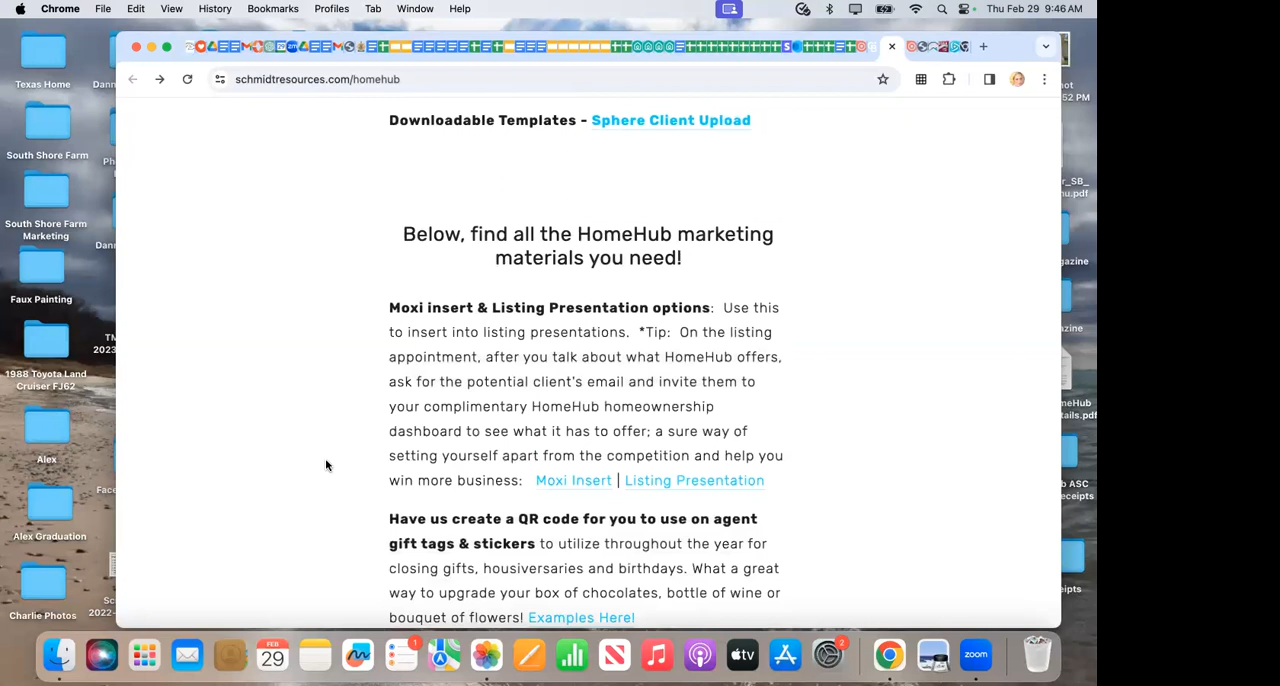 Chrome File Edit View History Bookmarks Profiles Tab Window Help Thu Feb 29 9:46 AM
schmidtresources.com/homehub
Texas Home
South Shore Farm
South Shore Farm
Marketing
Faux Painting
1988 Toyota Land
Cruiser FJ62
Alex
Alex Graduation
Charlie Photos
Downloadable Templates - Sphere Client Upload
Below, find all the HomeHub marketing
materials you need!
Moxi insert & Listing Presentation options: Use this
to insert into listing presentations. *Tip: On the listing
appointment, after you talk about what HomeHub offers,
ask for the potential client's email and invite them to
your complimentary HomeHub homeownership
dashboard to see what it has to offer; a sure way of
setting yourself apart from the competition and help you
win more business: Moxi Insert | Listing Presentation
Have us create a QR code for you to use on agent
gift tags & stickers to utilize throughout the year for
closing gifts, housiversaries and birthdays. What a great
way to upgrade your box of chocolates, bottle of wine or
bouquet of flowers! Examples Here!
FEB
29
1
tv
2
zoom